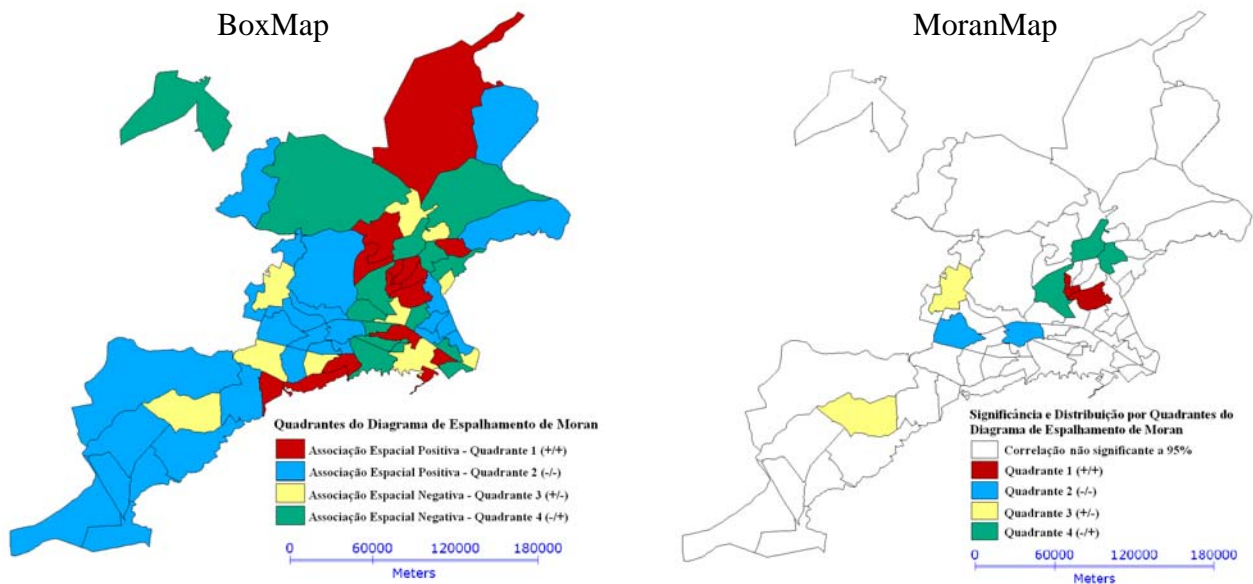 BoxMap
Quadrantes do Diagrama de Espalhamento de Moran
Associação Espacial Positiva - Quadrante 1 (+/+)
Associação Espacial Positiva - Quadrante 2 (-/-)
Associação Espacial Negativa - Quadrante 3 (+/-)
Associação Espacial Negativa - Quadrante 4 (-/+)
0 60000 120000 180000
Meters
MoranMap
Significância e Distribuição por Quadrantes do
Diagrama de Espalhamento de Moran
Correlação não significante a 95%
Quadrante 1 (+/+)
Quadrante 2 (-/-)
Quadrante 3 (+/-)
Quadrante 4 (-/+)
0 60000 120000 180000
Meters